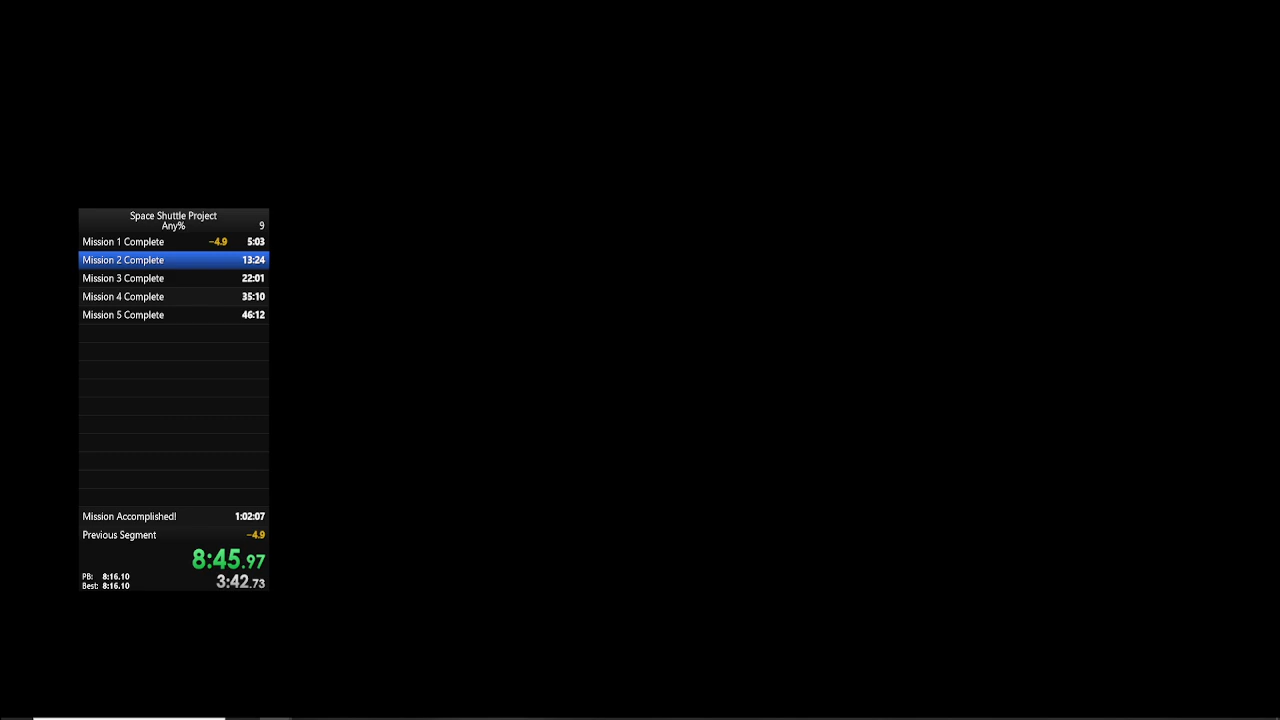 Space Shuttle Project
Any%
9
Mission 1 Complete −4.9 5:03
Mission 2 Complete 13:24
Mission 3 Complete 22:01
Mission 4 Complete 35:10
Mission 5 Complete 46:12
Mission Accomplished! 1:02:07
Previous Segment −4.9
8:45.97
PB: 8:16.10
Best: 8:16.10
3:42.73